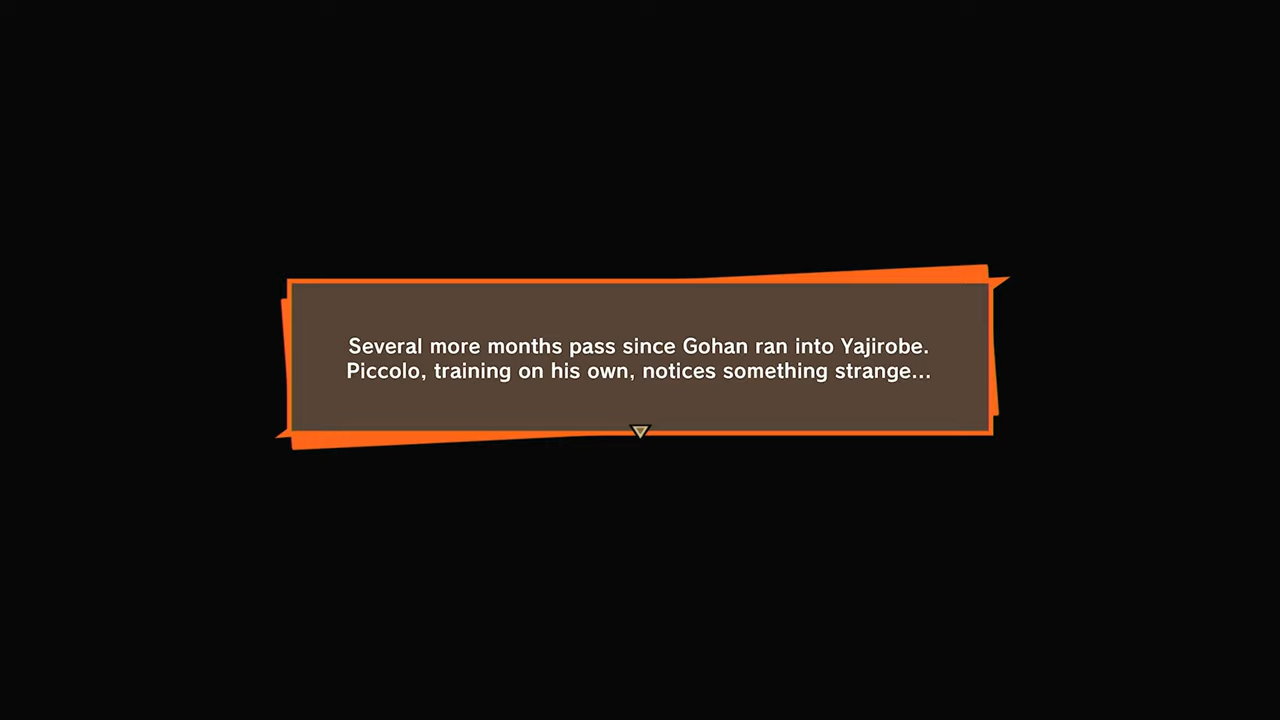 Several more months pass since Gohan ran into Yajirobe.
Piccolo, training on his own, notices something strange...